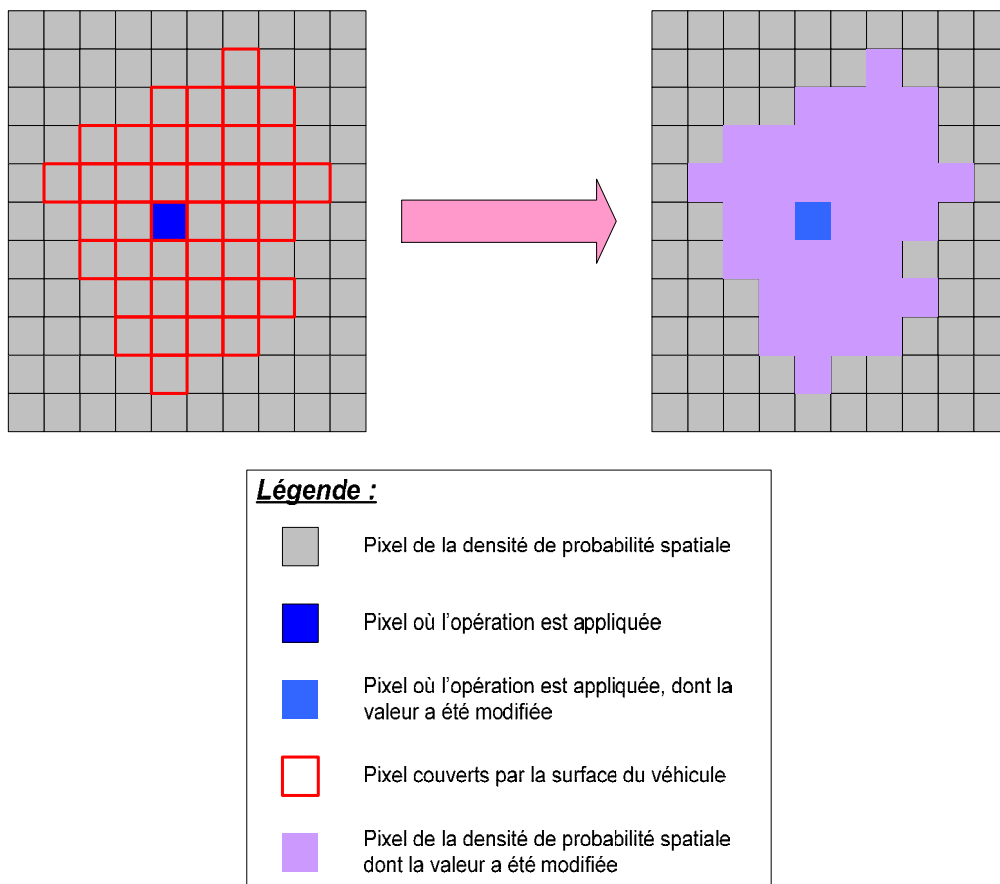 Légende :
Pixel de la densité de probabilité spatiale
Pixel où l'opération est appliquée
Pixel où l'opération est appliquée, dont la
valeur a été modifiée
Pixel couverts par la surface du véhicule
Pixel de la densité de probabilité spatiale
dont la valeur a été modifiée